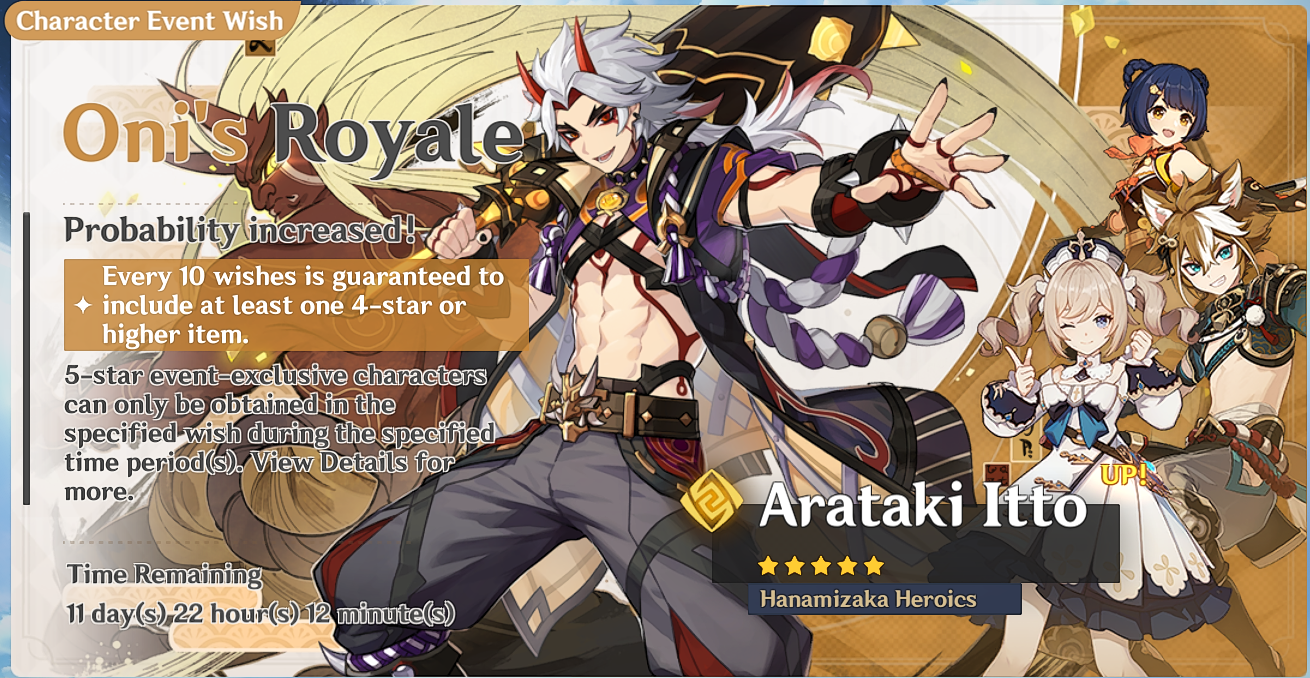 Character Event Wish
Oni's Royale
Probability increased!
Every 10 wishes is guaranteed to
include at least one 4-star or
higher item.
5-star event-exclusive characters
can only be obtained in the
specified wish during the specified
time period(s). View Details for
more.
Time Remaining
11 day(s) 22 hour(s) 12 minute(s)
UP!
Arataki Itto
Hanamizaka Heroics